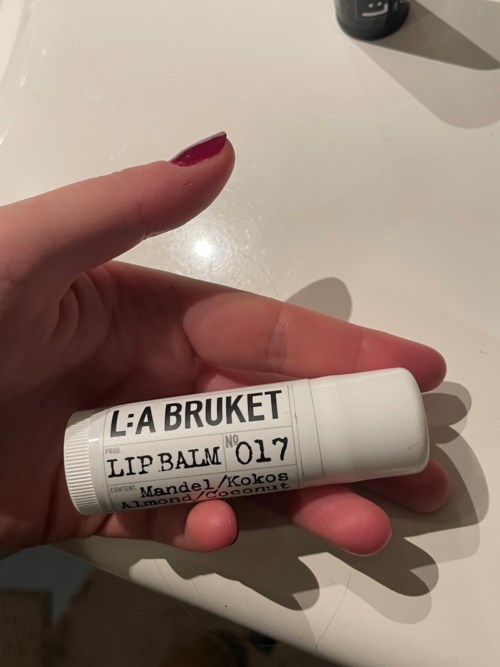 L:A BRUKET
PROD. LIP BALM Nº 017
CONTENT. Mandel/Kokos
Almond/Coconut